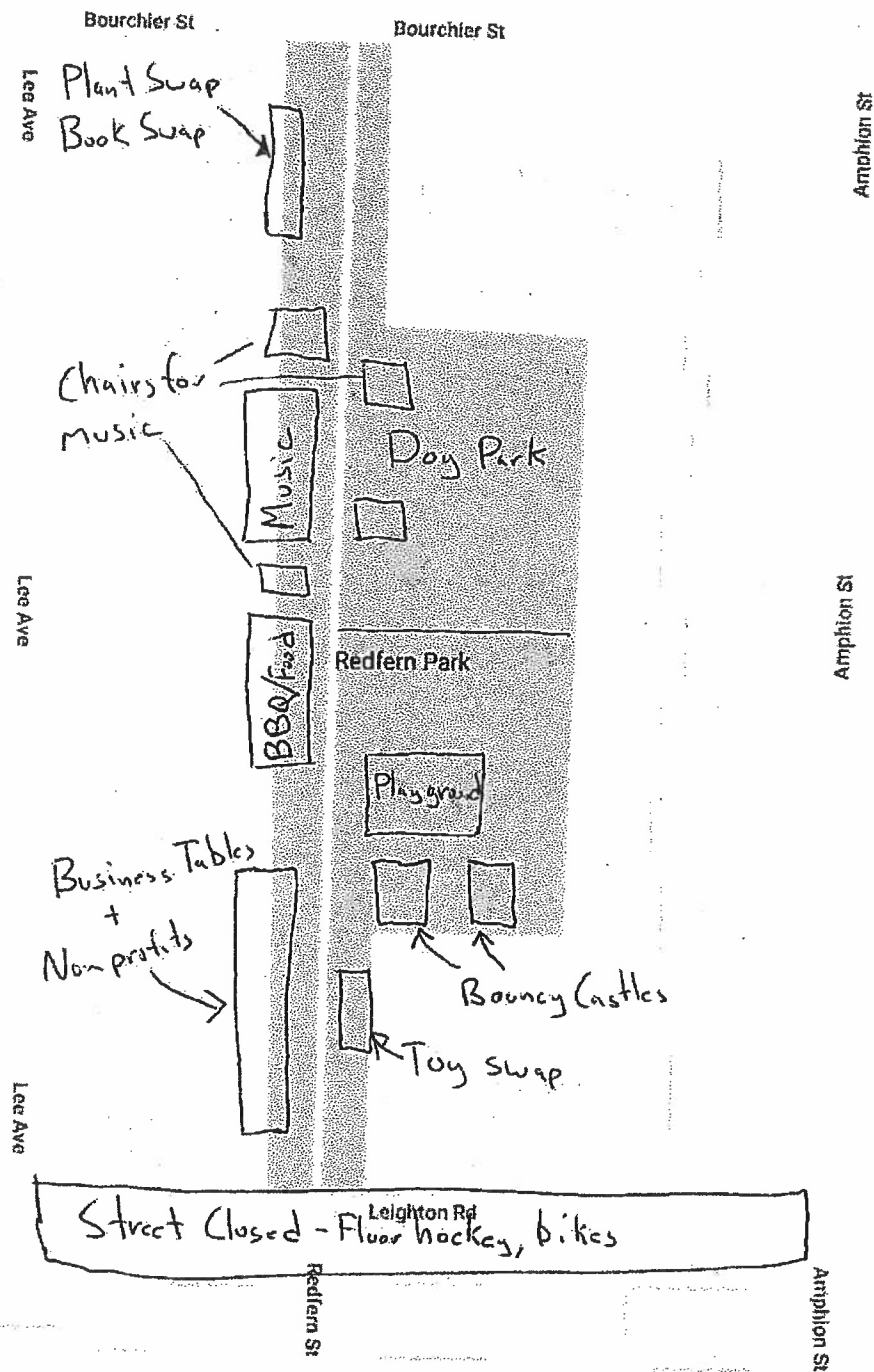 Bourchier St
Bourchier St
Lee Ave
Plant Swap
Book Swap
Amphion St
Chairs for
music
Music
Dog Park
Lee Ave
Amphion St
BBQ/Food
Redfern Park
Playground
Business Tables
+
Non profits
Bouncy Castles
Toy Swap
Lee Ave
Leighton Rd
Street Closed - Floor hockey, bikes
Redfern St
Amphion St